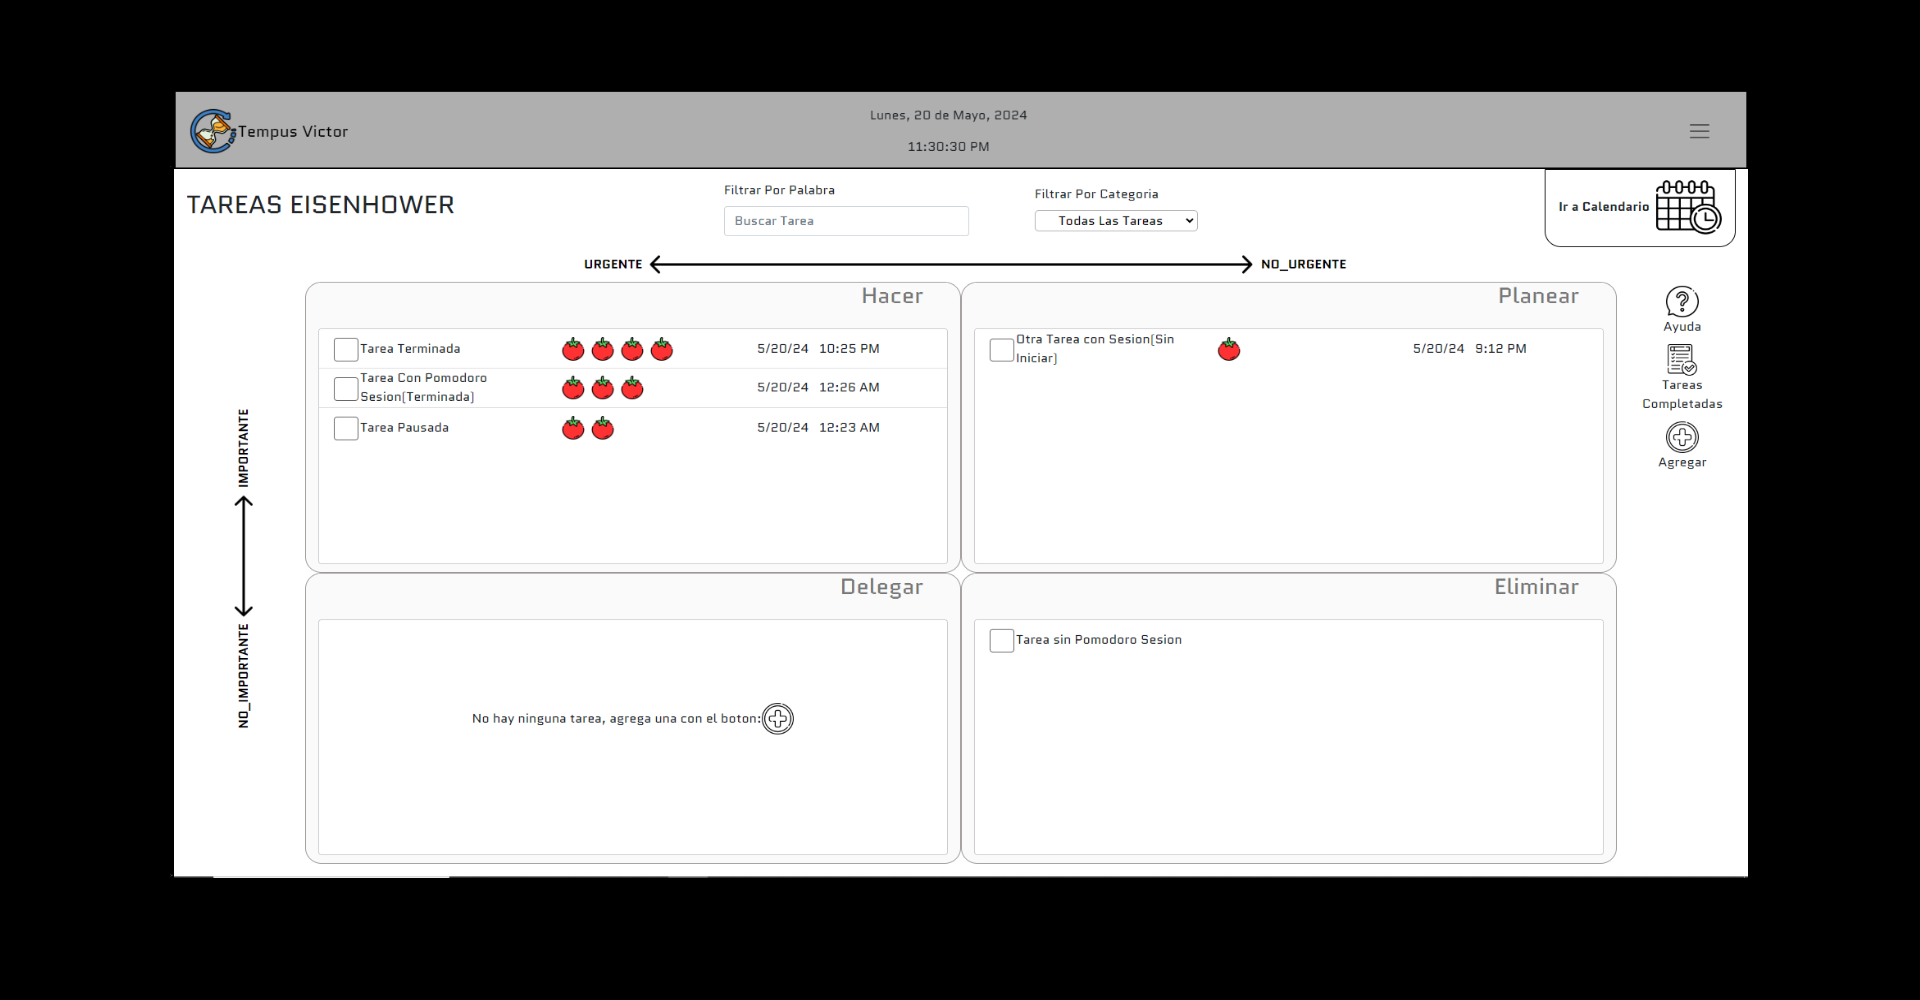 Tempus Victor
Lunes, 20 de Mayo, 2024
11:30:30 PM
TAREAS EISENHOWER
Filtrar Por Palabra
Buscar Tarea
Filtrar Por Categoria
Todas Las Tareas
Ir a Calendario
URGENTE
NO_URGENTE
IMPORTANTE
NO_IMPORTANTE
Hacer
Tarea Terminada 5/20/24 10:25 PM
Tarea Con Pomodoro
Sesion(Terminada) 5/20/24 12:26 AM
Tarea Pausada 5/20/24 12:23 AM
Planear
Otra Tarea con Sesion(Sin
Iniciar) 5/20/24 9:12 PM
Ayuda
Tareas
Completadas
Agregar
Delegar
No hay ninguna tarea, agrega una con el boton:
Eliminar
Tarea sin Pomodoro Sesion